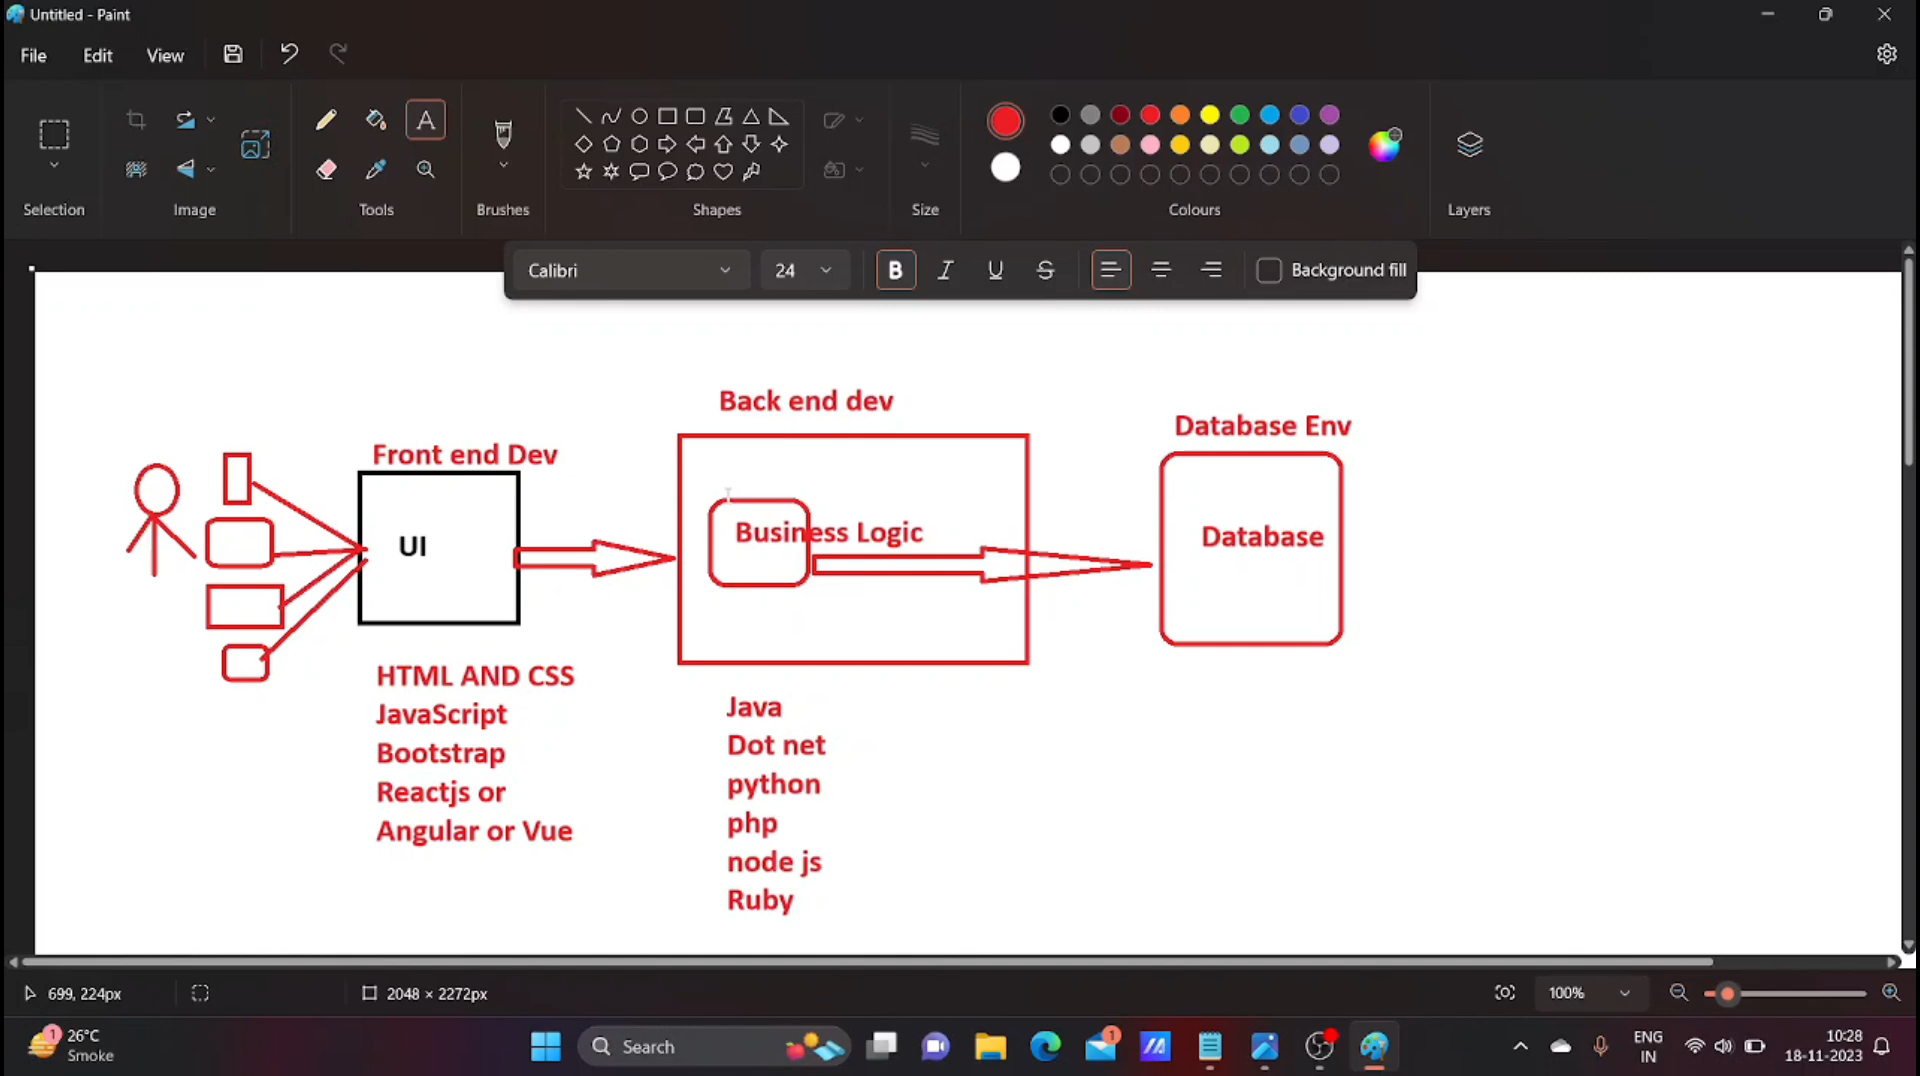 Untitled - Paint
File
Edit
View
Selection
Image
Tools
Brushes
Shapes
Size
Colours
Layers
Calibri
24
B
I
U
S
Background fill
Back end dev
Database Env
Front end Dev
UI
Business Logic
Database
HTML AND CSS
JavaScript
Bootstrap
Reactjs or
Angular or Vue
Java
Dot net
python
php
node js
Ruby
699, 224px
2048 × 2272px
100%
1
26°C
Smoke
Search
1
ENG
IN
10:28
18-11-2023